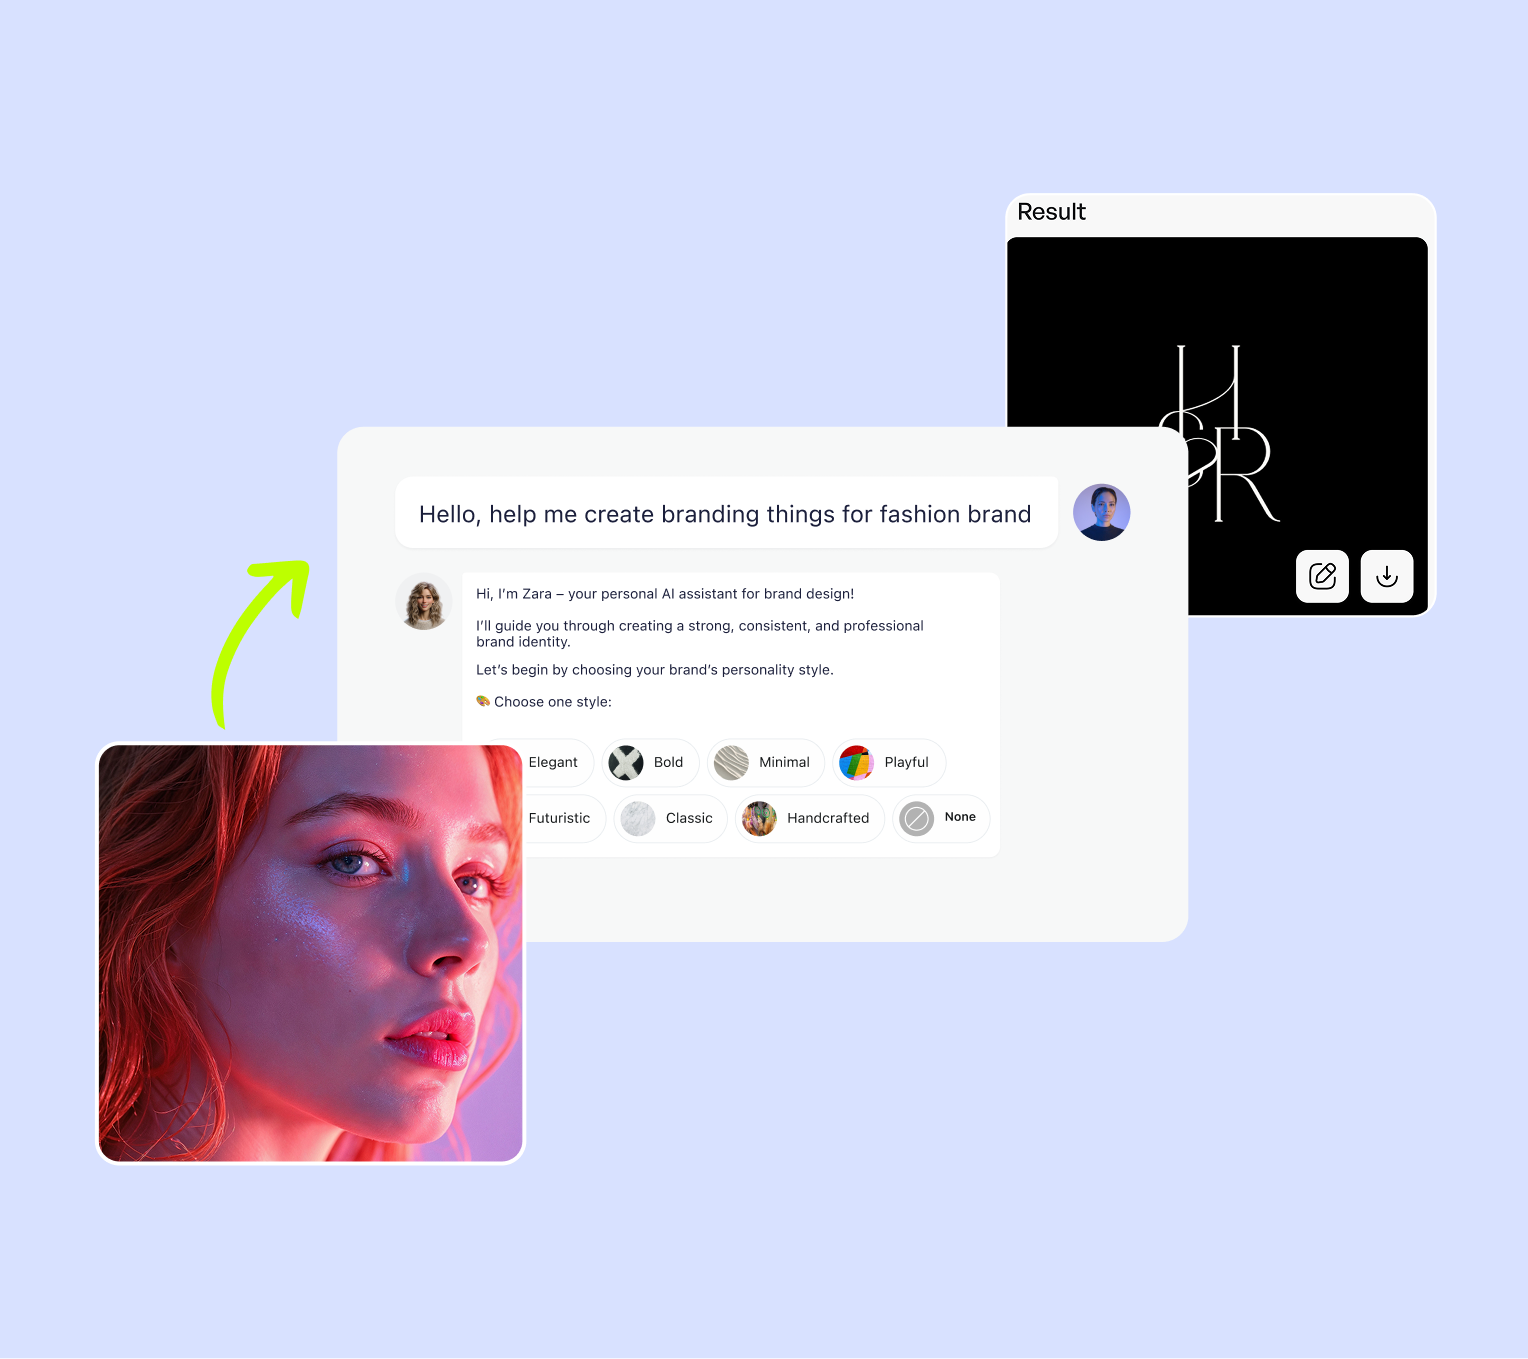 Result
H
&R
Hello, help me create branding things for fashion brand
Hi, I’m Zara – your personal AI assistant for brand design!
I’ll guide you through creating a strong, consistent, and professional
brand identity.
Let’s begin by choosing your brand’s personality style.
🎨 Choose one style:
Elegant Bold Minimal Playful
Futuristic Classic Handcrafted None